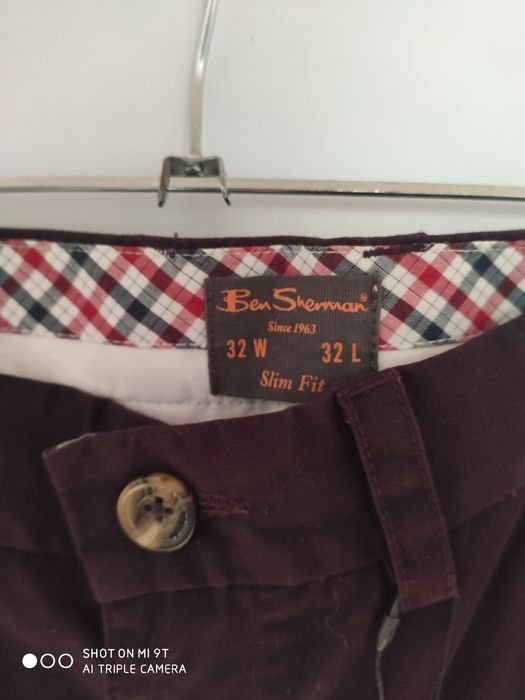 Ben Sherman®
Since 1963
32 W 32 L
Slim Fit
SHOT ON MI 9T
AI TRIPLE CAMERA